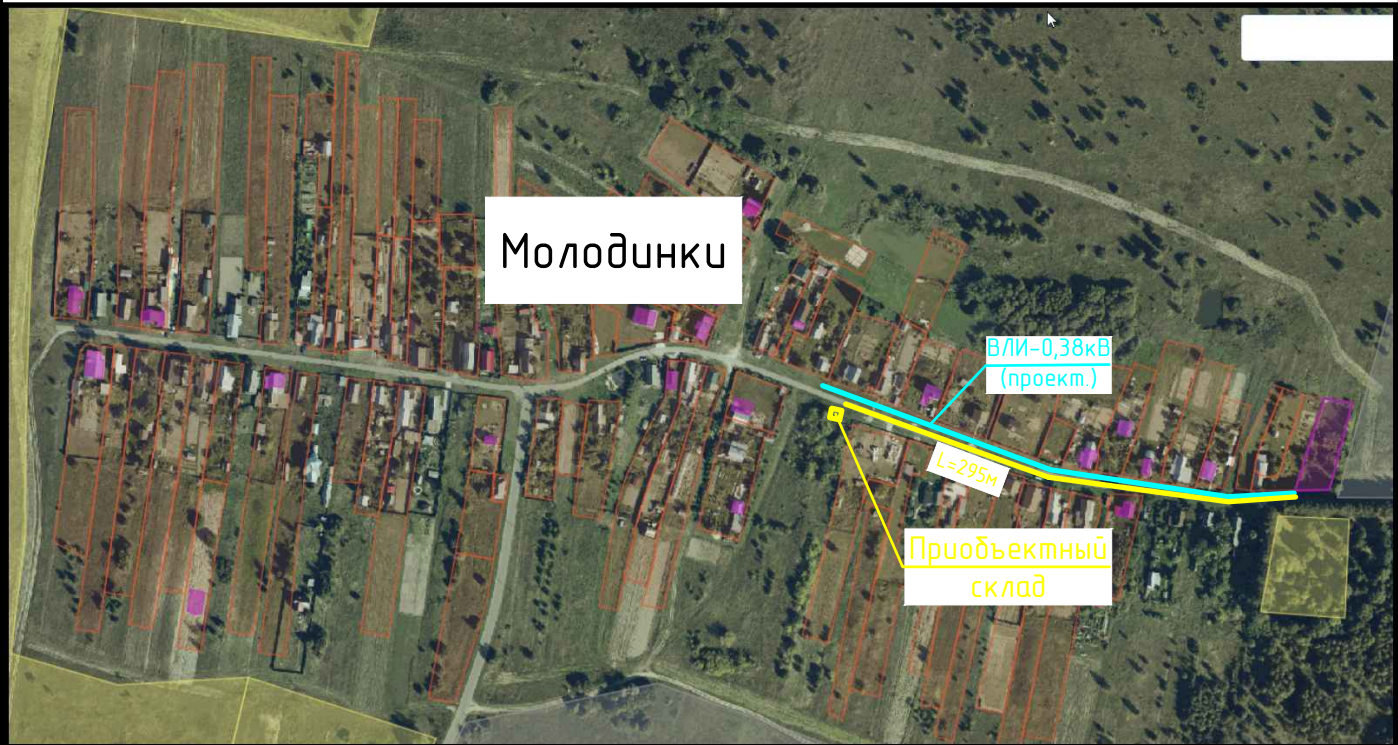 Молодинки
ВЛИ-0,38кВ
(проект.)
L=295м
Приобъектный
склад